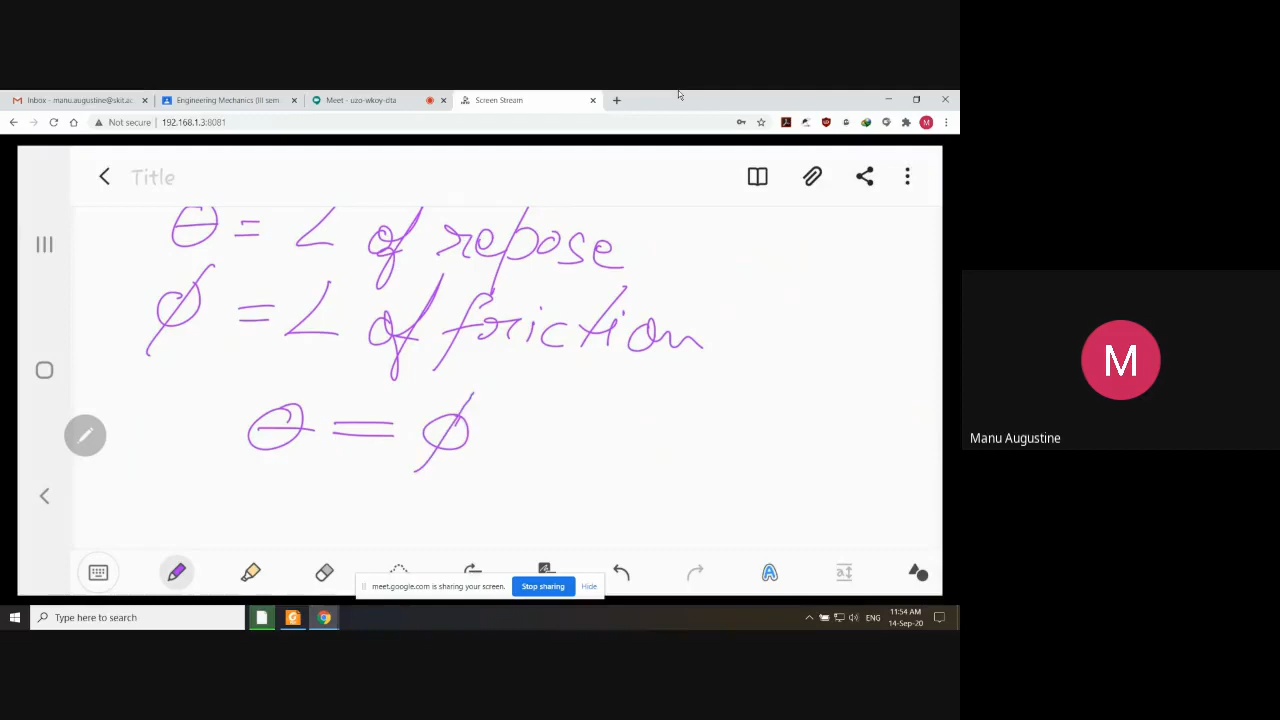 Inbox - manu.augustine@skit.ac.
Engineering Mechanics (III sem
Meet - uzo-wkoy-dta
Screen Stream
Not secure | 192.168.1.3:8081
M
Title
θ = ∠ of repose
ϕ = ∠ of friction
θ = ϕ
M
Manu Augustine
A
meet.google.com is sharing your screen.
Stop sharing
Hide
Type here to search
ENG
11:54 AM
14-Sep-20